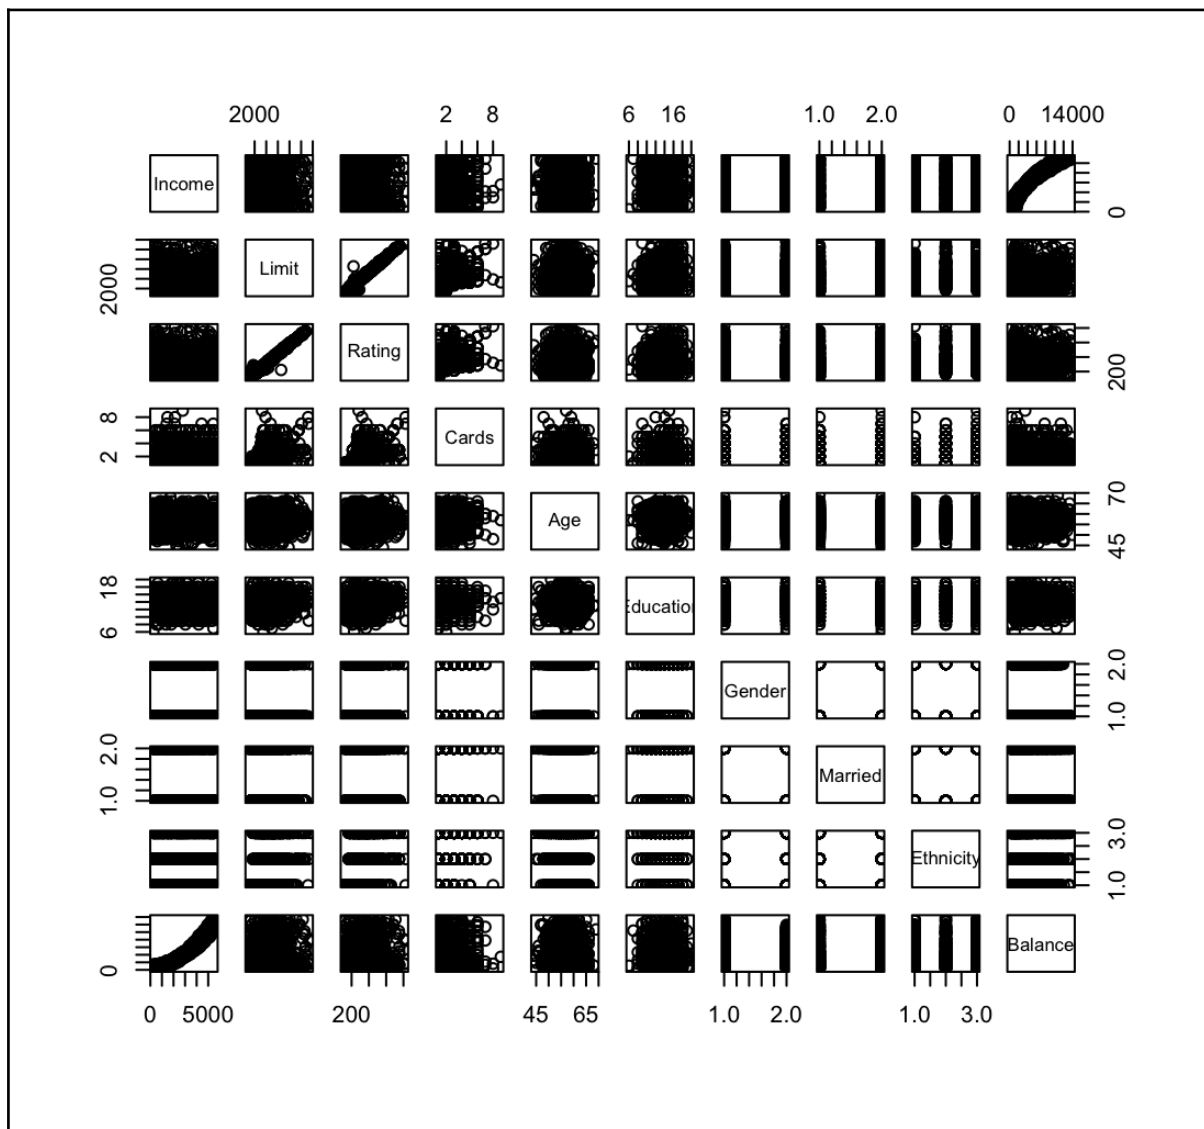 2000 2 8 6 16 1.0 2.0 0 14000
Income 0
2000 Limit
Rating 200
8 2 Cards
Age 70 45
18 6 Education
Gender 2.0 1.0
2.0 1.0 Married
Ethnicity 3.0 1.0
0 Balance
0 5000 200 45 65 1.0 2.0 1.0 3.0